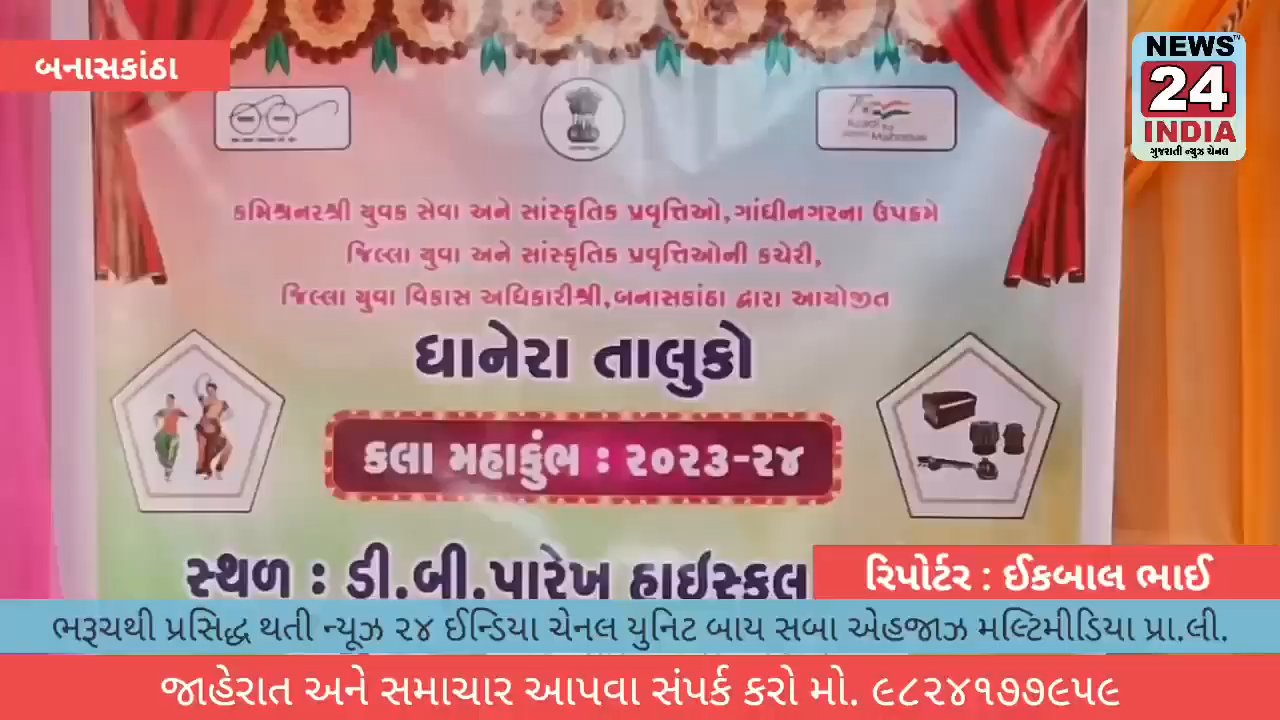 બનાસકાંઠા
NEWS
24
INDIA
ગુજરાતી ન્યુઝ ચેનલ
કમિશ્નરશ્રી યુવક સેવા અને સાંસ્કૃતિક પ્રવૃત્તિઓ,ગાંધીનગરના ઉપક્રમે
જિલ્લા યુવા અને સાંસ્કૃતિક પ્રવૃત્તિઓની કચેરી,
જિલ્લા યુવા વિકાસ અધિકારીશ્રી,બનાસકાંઠા દ્વારા આયોજીત
ધાનેરા તાલુકો
કલા મહાકુંભ : ૨૦૨૩-૨૪
સ્થળ : ડી.બી.પારેખ હાઈસ્કુલ
રિપોર્ટર : ઈકબાલ ભાઈ
ભરૂચથી પ્રસિદ્ધ થતી ન્યૂઝ ૨૪ ઈન્ડિયા ચેનલ યુનિટ બાય સબા એહજાઝ મલ્ટિમીડિયા પ્રા.લી.
જાહેરાત અને સમાચાર આપવા સંપર્ક કરો મો. ૯૮૨૪૧૭૭૯૫૯